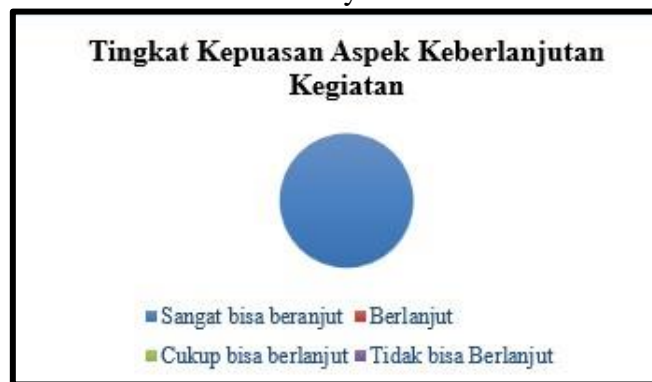 Tingkat Kepuasan Aspek Keberlanjutan
Kegiatan
Sangat bisa beranjut Berlanjut
Cukup bisa berlanjut Tidak bisa Berlanjut